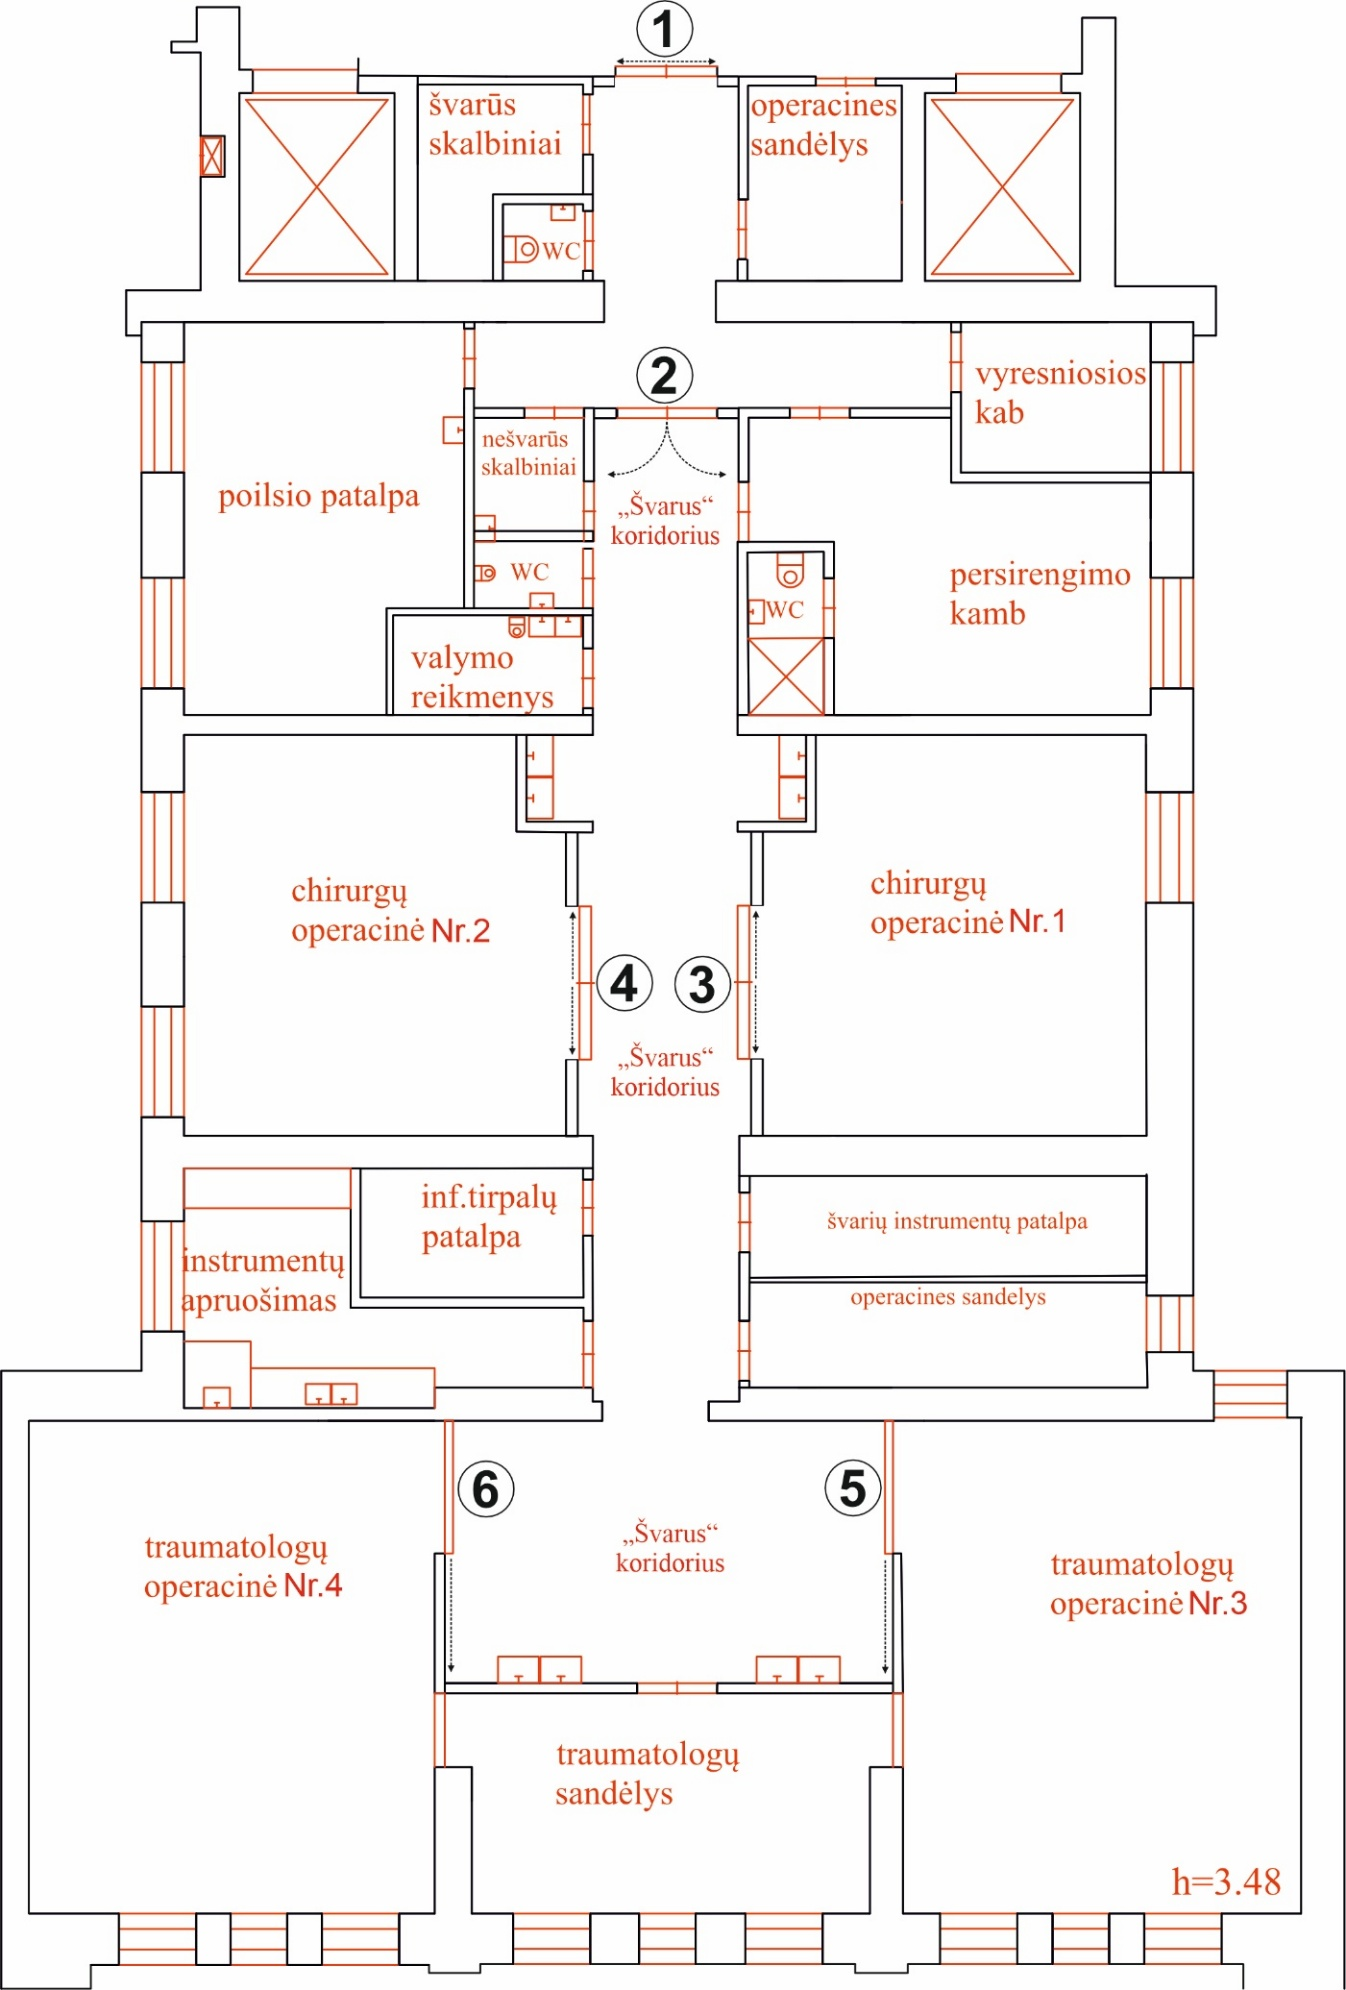 1
švarūs
skalbiniai
operacines
sandėlys
WC
2
vyresniosios
kab
nešvarūs
skalbiniai
poilsio patalpa
„Švarus“
koridorius
WC
persirengimo
kamb
WC
valymo
reikmenys
chirurgų
operacinė Nr.2
chirurgų
operacinė Nr.1
4
3
„Švarus“
koridorius
inf.tirpalų
patalpa
švarių instrumentų patalpa
instrumentų
apruošimas
operacines sandelys
6
5
„Švarus“
koridorius
traumatologų
operacinė Nr.4
traumatologų
operacinė Nr.3
traumatologų
sandėlys
h=3.48